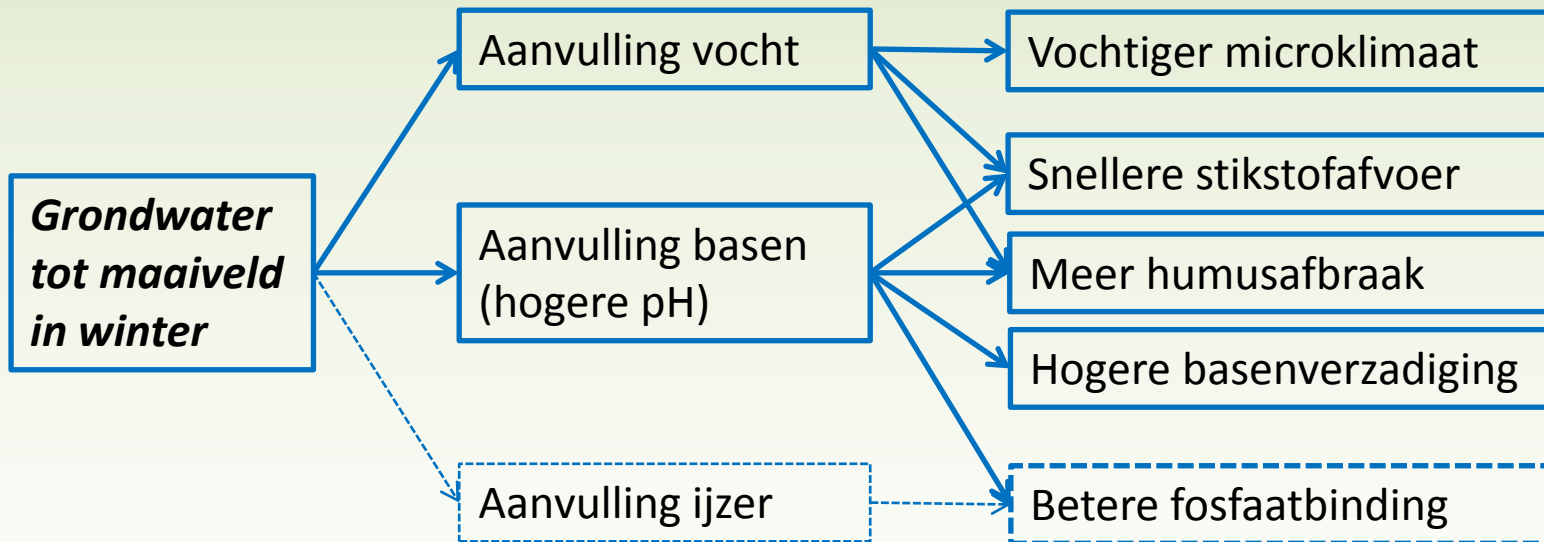 Grondwater
tot maaiveld
in winter
Aanvulling vocht
Aanvulling basen
(hogere pH)
Aanvulling ijzer
Vochtiger microklimaat
Snellere stikstofafvoer
Meer humusafbraak
Hogere basenverzadiging
Betere fosfaatbinding